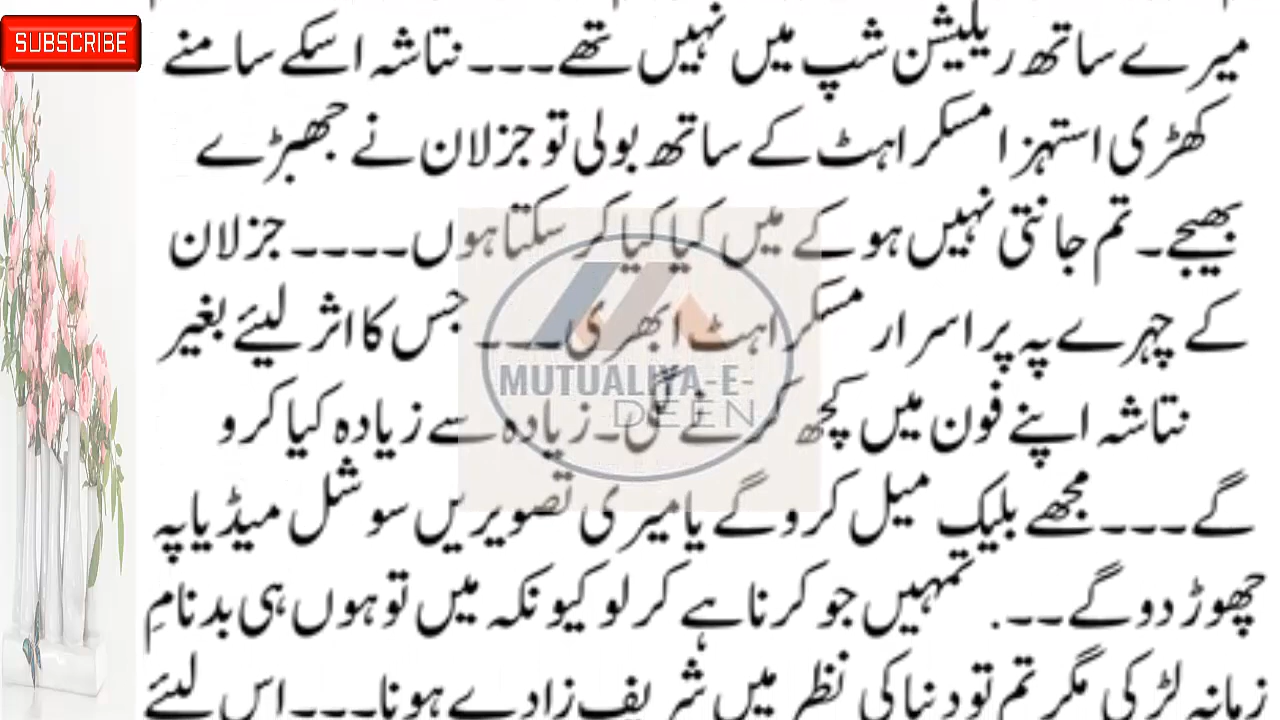 SUBSCRIBE
میرے ساتھ ریلیشن شپ میں نہیں تھے۔۔۔ نتاشہ اسکے سامنے
کھڑی استہزا مسکراہٹ کے ساتھ بولی تو جزلان نے جھبڑے
بھیجے۔ تم جانتی نہیں ہو کے میں کیا کیا کر سکتا ہوں۔۔۔۔ جزلان
کے چہرے پہ پر اسرار مسکراہٹ ابھری۔۔۔ جس کا اثر لیئے بغیر
نتاشہ اپنے فون میں کچھ کرنے لگی۔ زیادہ سے زیادہ کیا کرو
گے۔۔۔ مجھے بلیک میل کرو گے یا میری تصویریں سوشل میڈیا پہ
چھوڑ دو گے۔۔. تمہیں جو کرنا ہے کر لو کیونکہ میں تو ہوں ہی بدنامِ
زمانہ لڑکی مگر تم تو دنیا کی نظر میں شریف زادے ہو نا۔۔۔ اس لیئے
MUTUALIYA-E-
DEEN